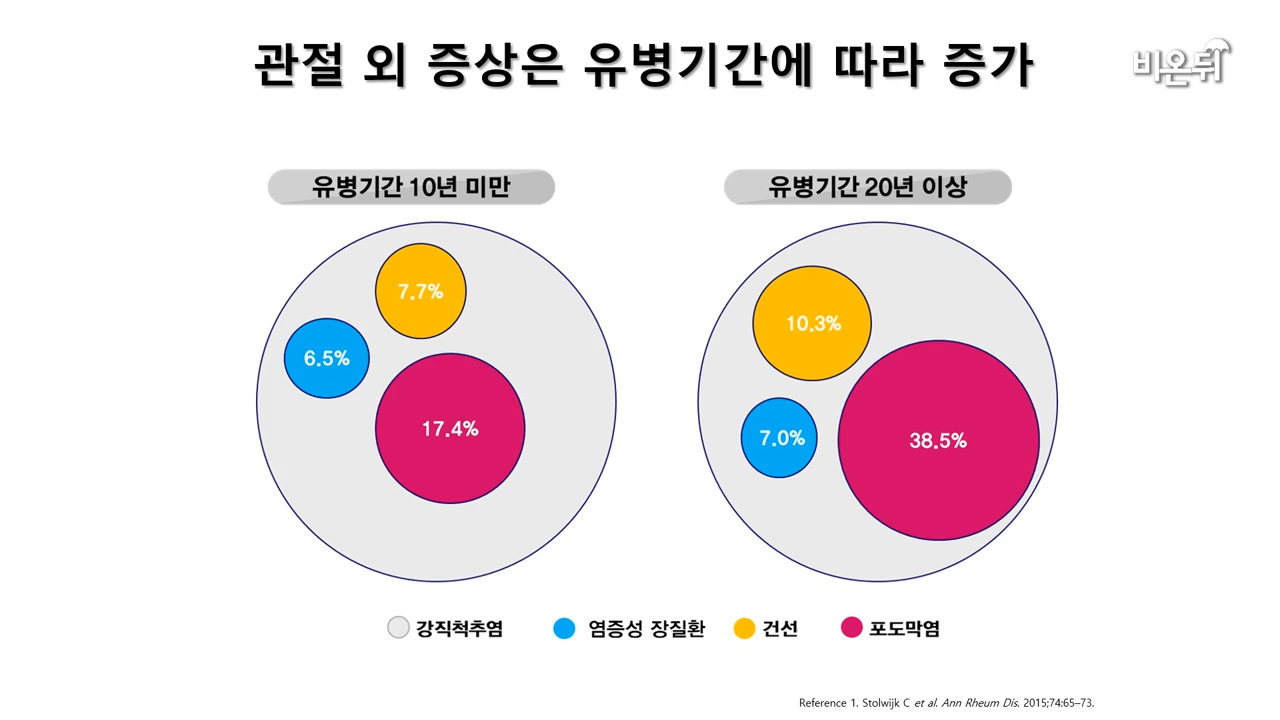 관절 외 증상은 유병기간에 따라 증가
비온뒤
유병기간 10년 미만
유병기간 20년 이상
7.7%
6.5%
17.4%
10.3%
7.0%
38.5%
강직척추염
염증성 장질환
건선
포도막염
Reference 1. Stolwijk C et al. Ann Rheum Dis. 2015;74:65–73.